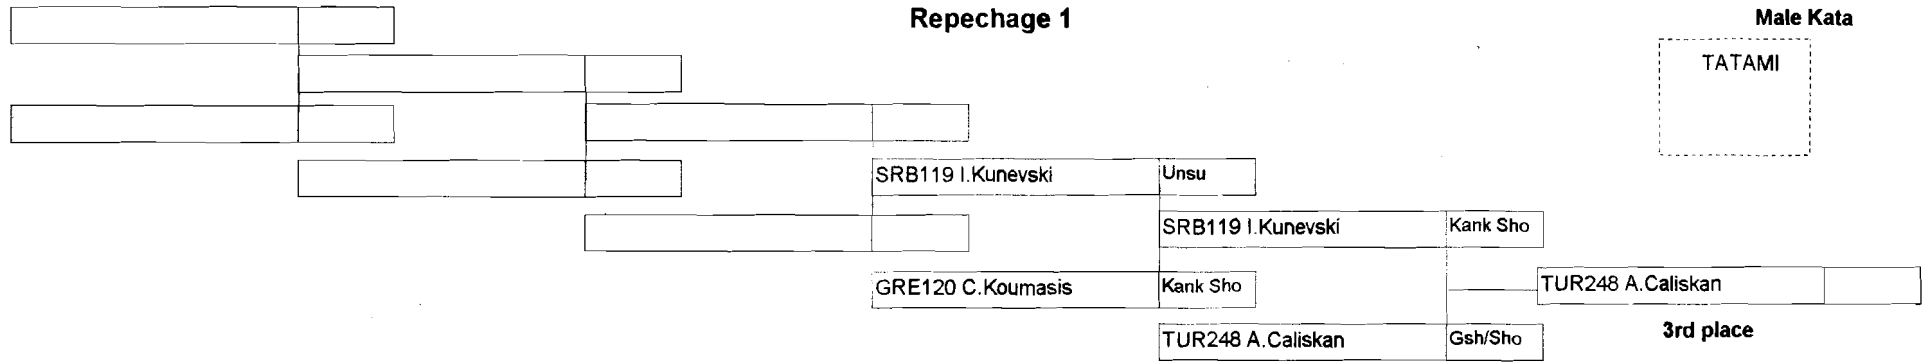 Repechage 1
Male Kata
TATAMI
SRB119 I.Kunevski Unsu
SRB119 I.Kunevski Kank Sho
GRE120 C.Koumasis Kank Sho
TUR248 A.Caliskan
TUR248 A.Caliskan Gsh/Sho
3rd place